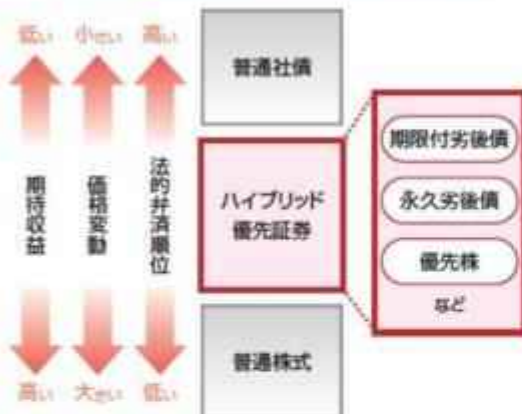 低い
小さい
高い
期待収益
価格変動
法的弁済順位
高い
大きい
低い
普通社債
ハイブリッド
優先証券
普通株式
期限付劣後債
永久劣後債
優先株
など